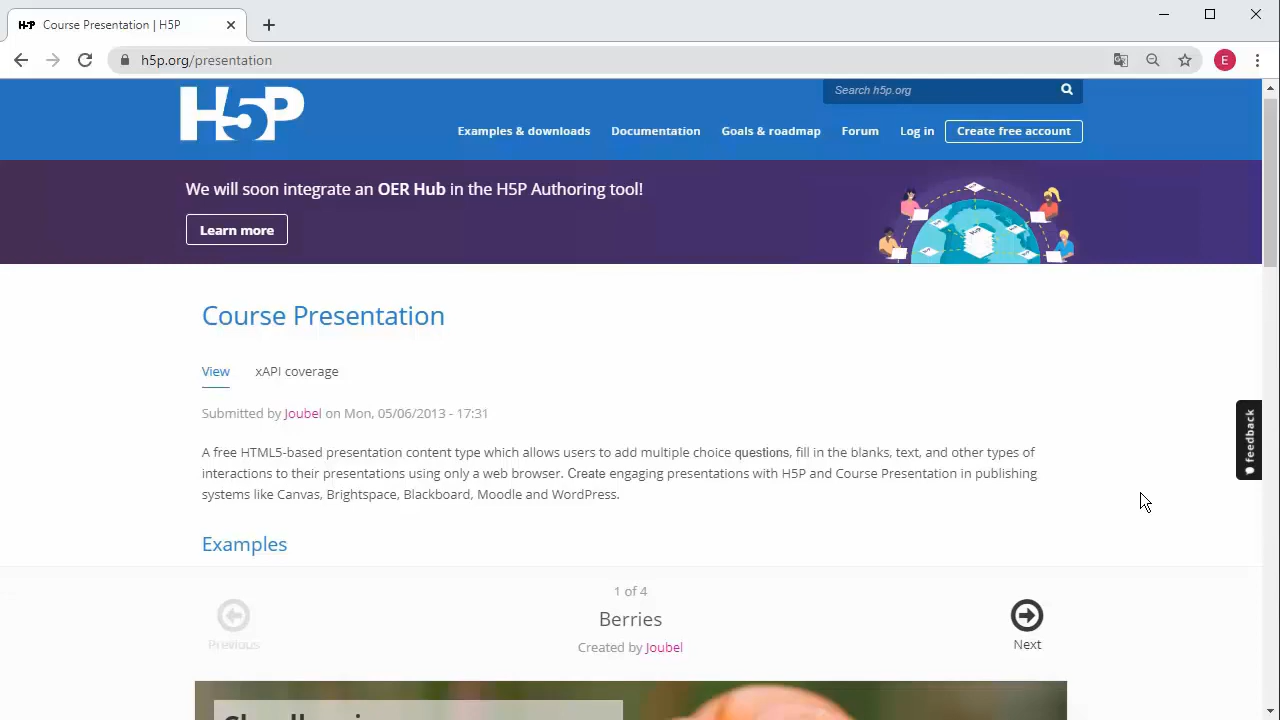 Course Presentation | H5P
h5p.org/presentation
E
H5P
Search h5p.org
Examples & downloads Documentation Goals & roadmap Forum Log in Create free account
We will soon integrate an OER Hub in the H5P Authoring tool!
Learn more
Course Presentation
View xAPI coverage
Submitted by Joubel on Mon, 05/06/2013 - 17:31
A free HTML5-based presentation content type which allows users to add multiple choice questions, fill in the blanks, text, and other types of
interactions to their presentations using only a web browser. Create engaging presentations with H5P and Course Presentation in publishing
systems like Canvas, Brightspace, Blackboard, Moodle and WordPress.
feedback
Examples
1 of 4
Berries
Previous
Next
Created by Joubel